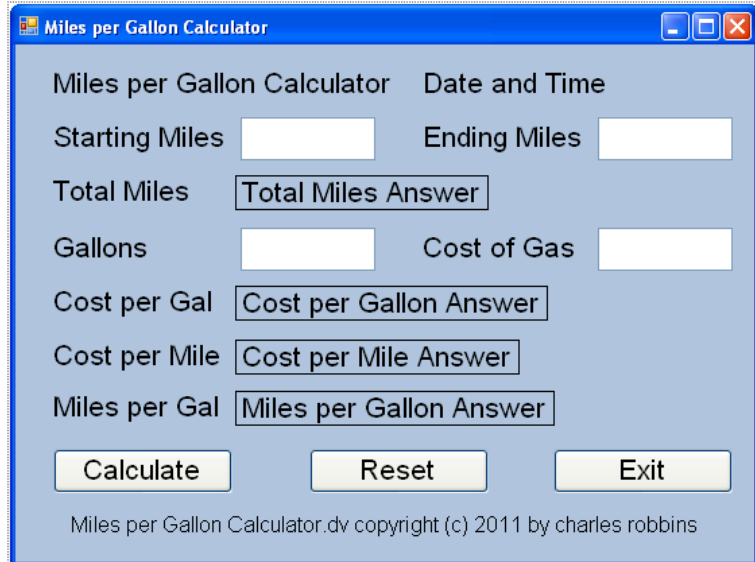 Miles per Gallon Calculator
Miles per Gallon Calculator Date and Time
Starting Miles Ending Miles
Total Miles Total Miles Answer
Gallons Cost of Gas
Cost per Gal Cost per Gallon Answer
Cost per Mile Cost per Mile Answer
Miles per Gal Miles per Gallon Answer
Calculate Reset Exit
Miles per Gallon Calculator.dv copyright (c) 2011 by charles robbins